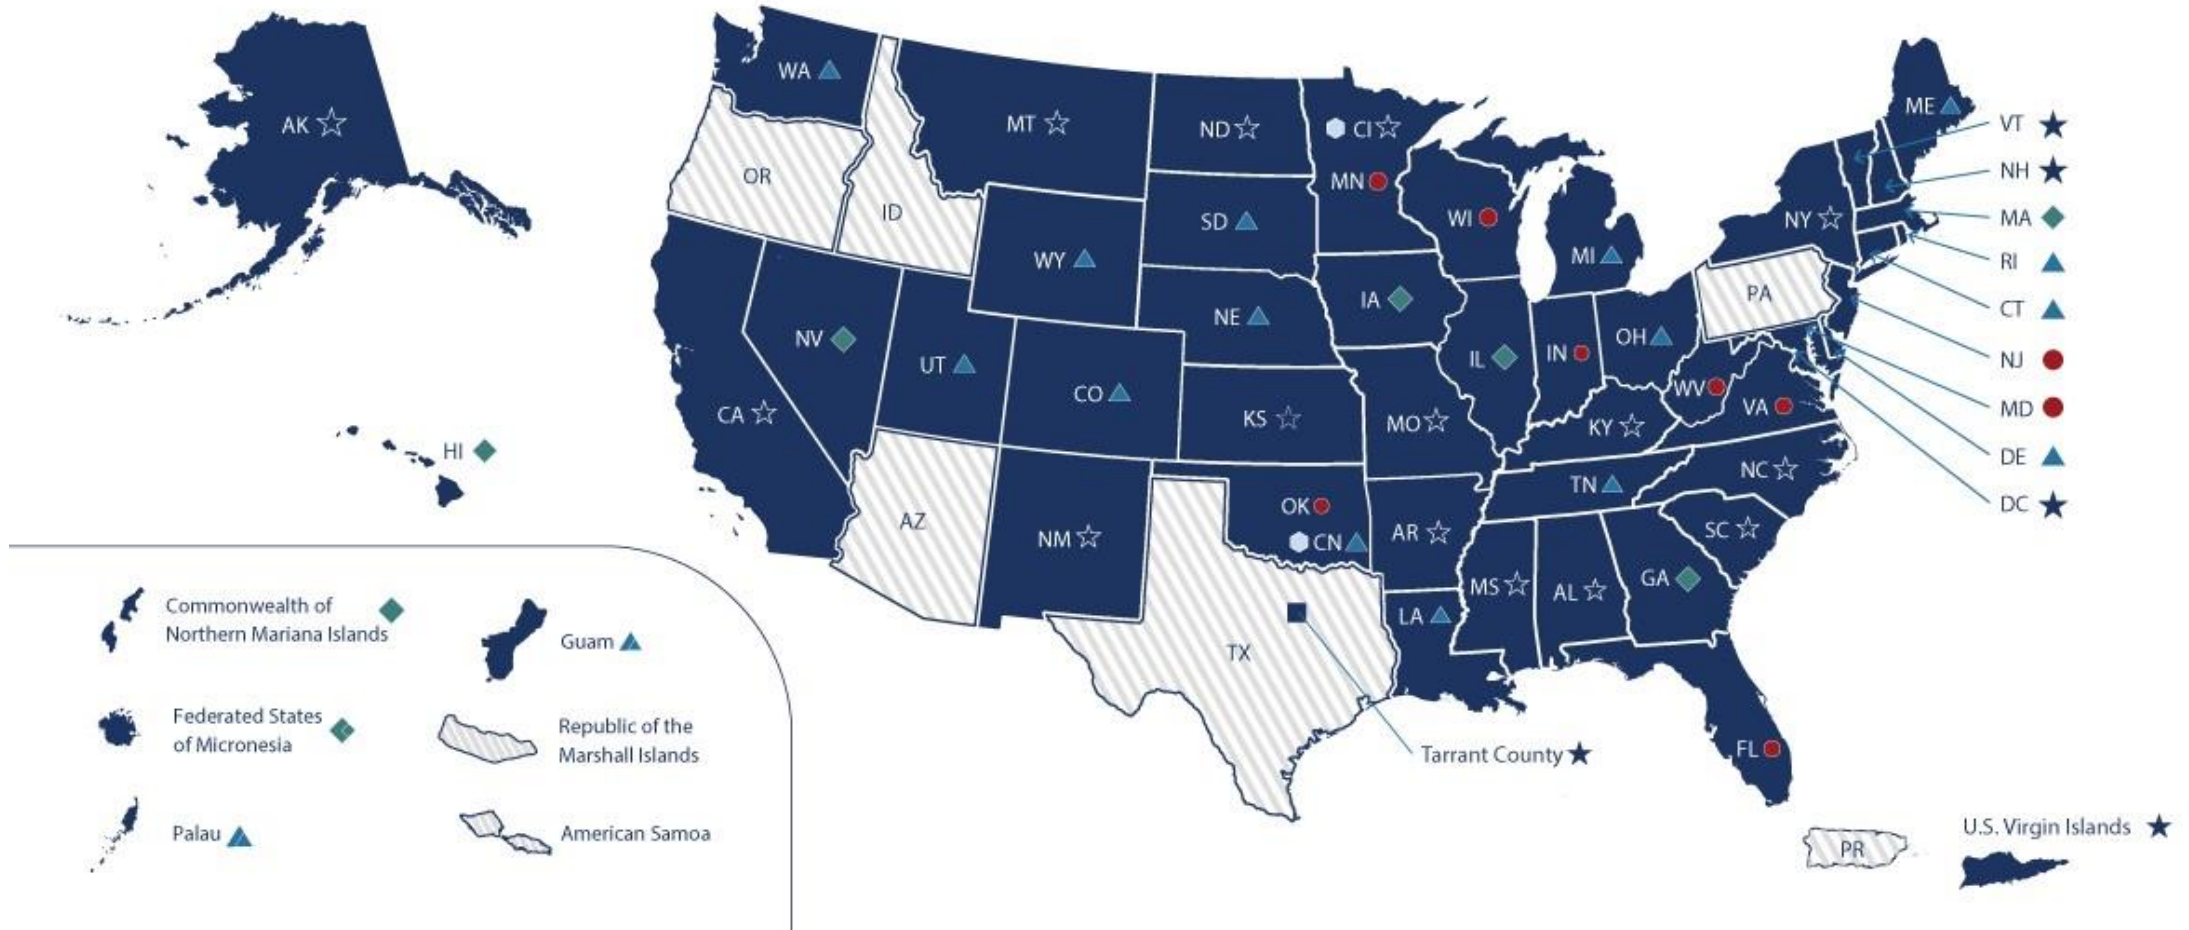 AK
WA
MT
ND
CI
MN
OR
ID
WY
SD
WI
MI
NY
ME
VT
NH
MA
RI
CT
NJ
MD
DE
DC
PA
NV
UT
CO
NE
IA
IL
IN
OH
WV
VA
CA
KS
MO
KY
HI
AZ
NM
OK
CN
AR
TN
NC
SC
MS
AL
GA
LA
TX
FL
Tarrant County
Commonwealth of
Northern Mariana Islands
Guam
Federated States
of Micronesia
Republic of the
Marshall Islands
Palau
American Samoa
PR
U.S. Virgin Islands